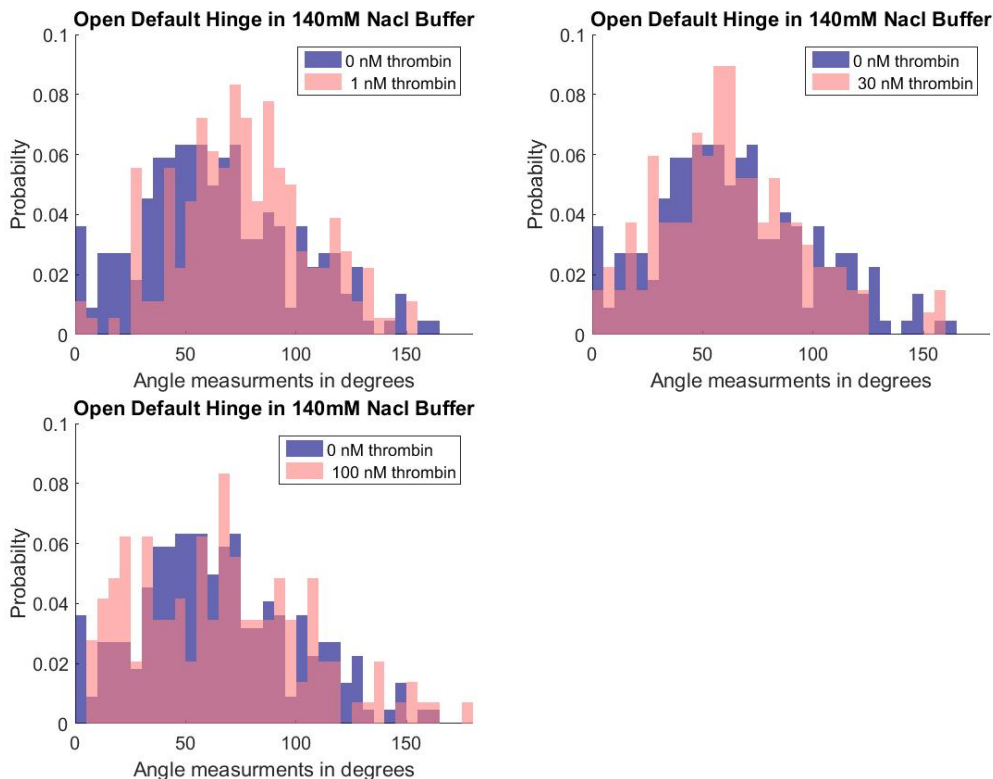 Open Default Hinge in 140mM Nacl Buffer
0.1
0.08
0.06
0.04
0.02
0
Probabilty
0 nM thrombin
1 nM thrombin
0 50 100 150
Angle measurments in degrees
Open Default Hinge in 140mM Nacl Buffer
0.1
0.08
0.06
0.04
0.02
0
Probabilty
0 nM thrombin
30 nM thrombin
0 50 100 150
Angle measurments in degrees
Open Default Hinge in 140mM Nacl Buffer
0.1
0.08
0.06
0.04
0.02
0
Probabilty
0 nM thrombin
100 nM thrombin
0 50 100 150
Angle measurments in degrees